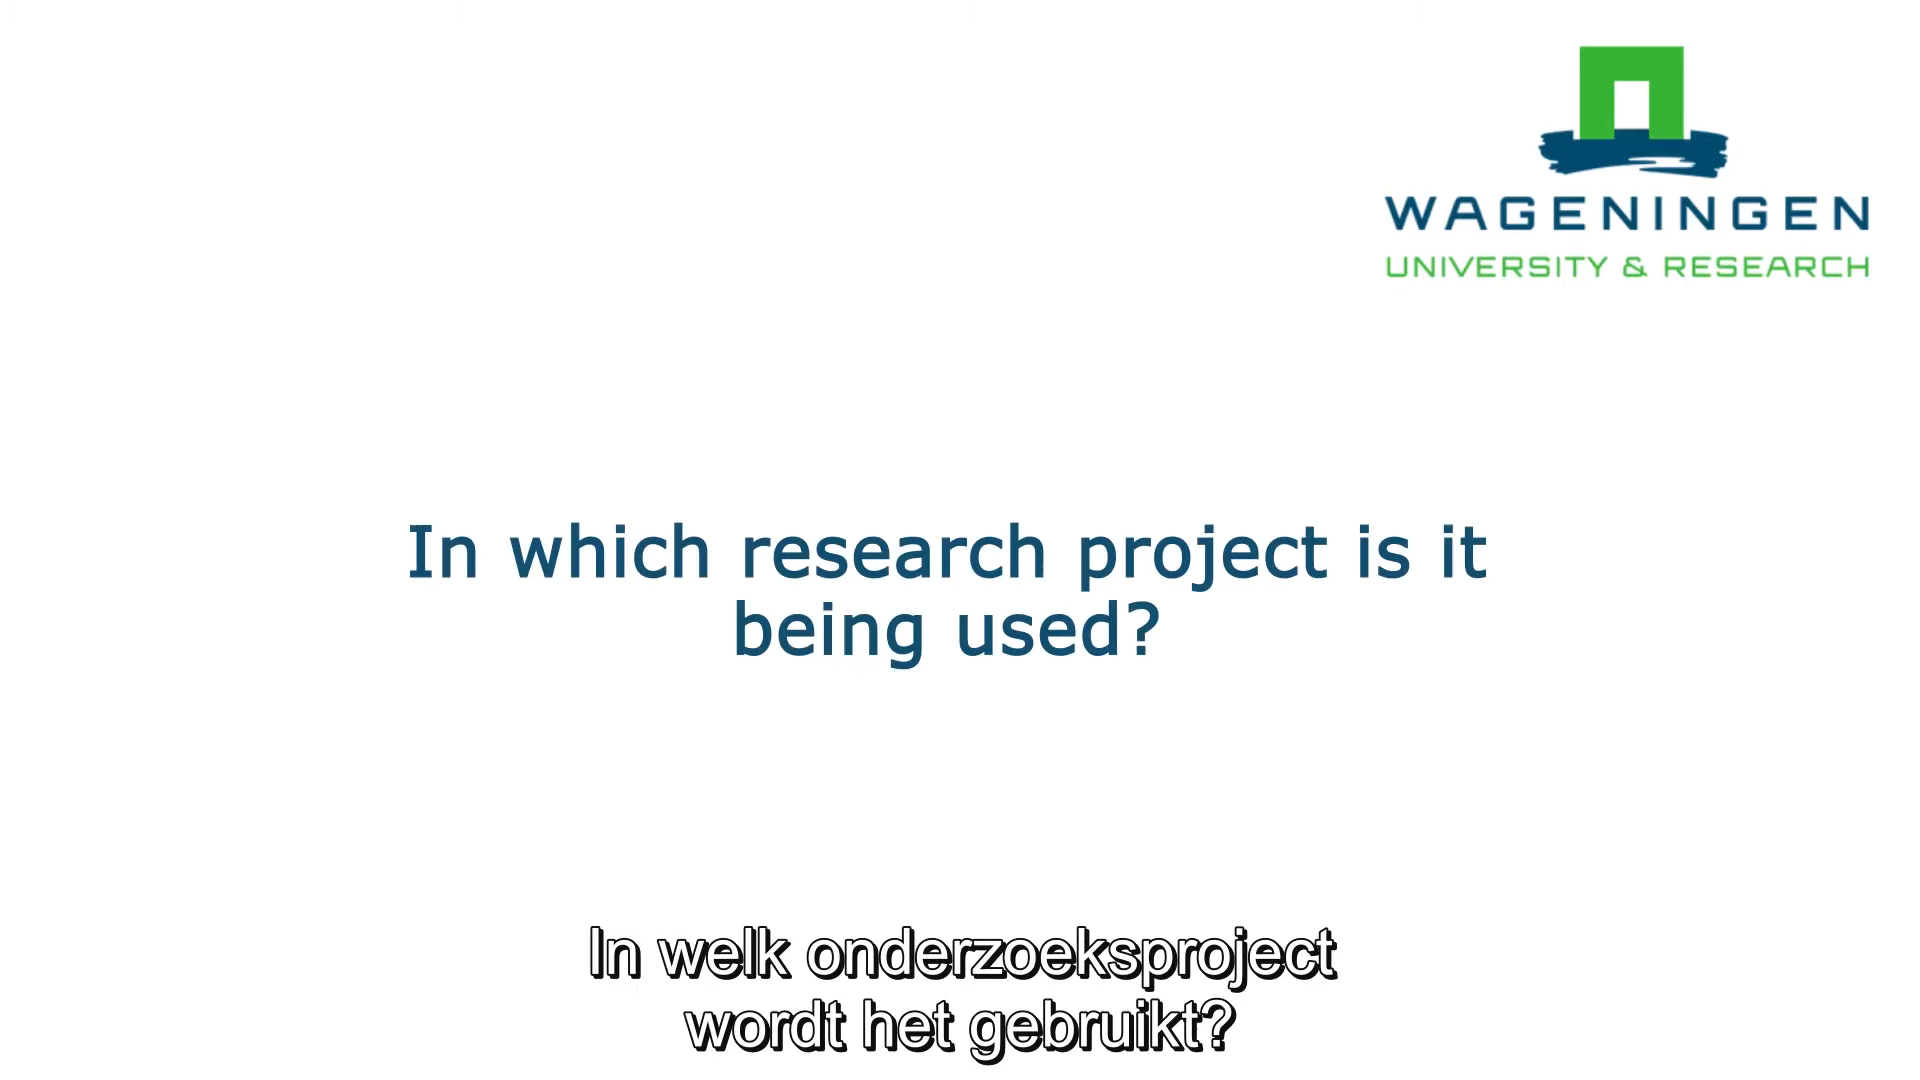 WAGENINGEN
UNIVERSITY & RESEARCH
In which research project is it
being used?
In welk onderzoeksproject
wordt het gebruikt?